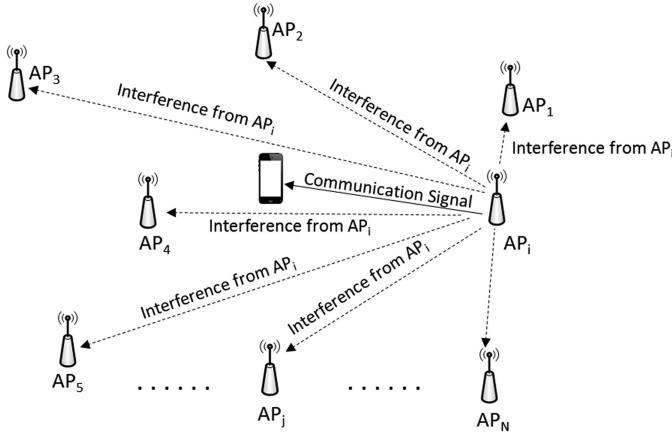 AP2
AP3
AP1
Interference from APi
Interference from APi
Interference from APi
Communication Signal
AP4
Interference from APi
APi
Interference from APi
Interference from APi
AP5
. . . . . .
APj
. . . . . .
APN